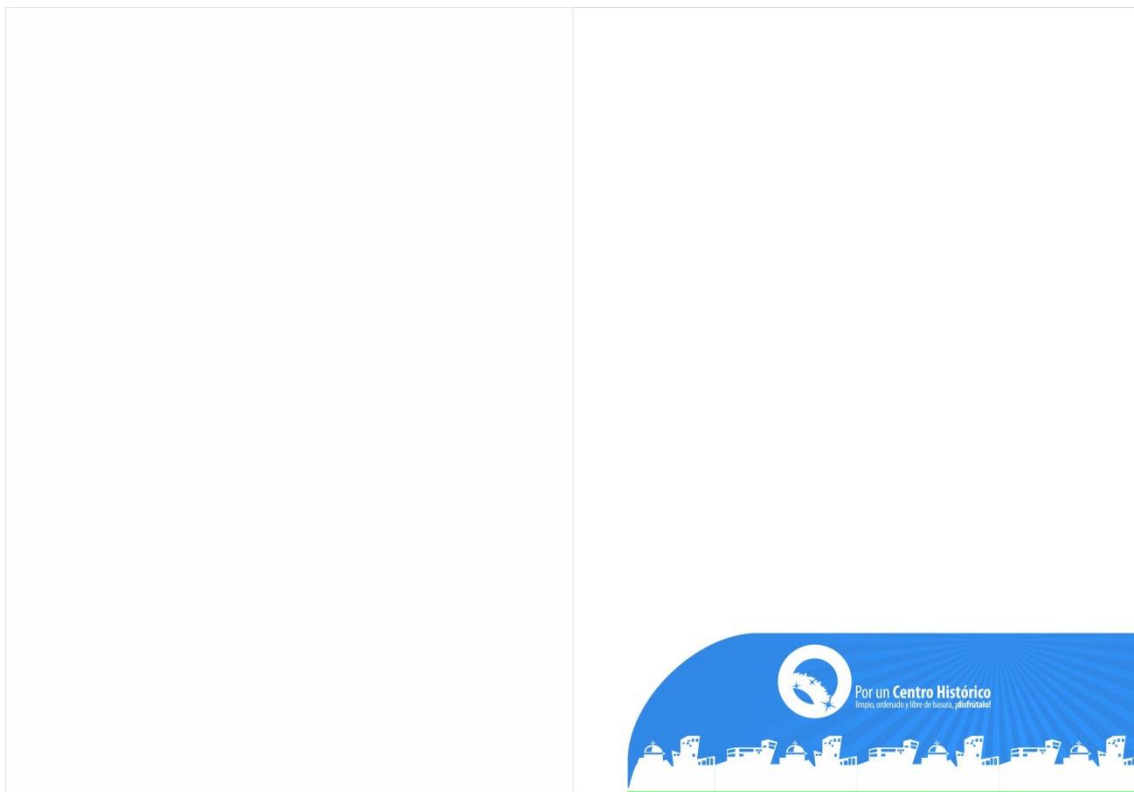 Por un Centro Histórico
limpio, ordenado y libre de basura, ¡disfrútalo!